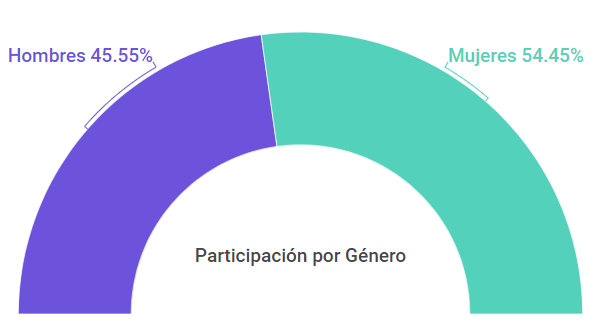 Hombres 45.55%
Mujeres 54.45%
Participación por Género